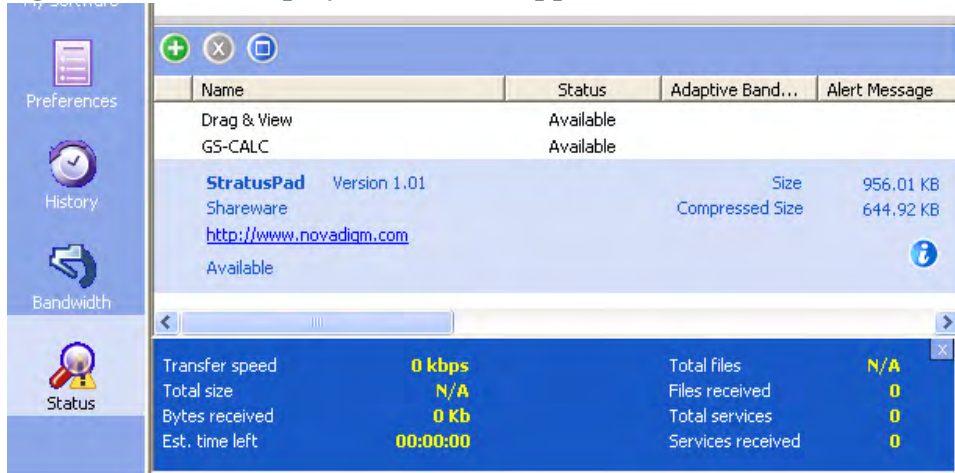 My Software
Preferences
History
Bandwidth
Status
Name Status Adaptive Band... Alert Message
Drag & View Available
GS-CALC Available
StratusPad Version 1.01 Size 956.01 KB
Shareware Compressed Size 644.92 KB
http://www.novadigm.com
Available
Transfer speed 0 kbps Total files N/A
Total size N/A Files received 0
Bytes received 0 Kb Total services 0
Est. time left 00:00:00 Services received 0